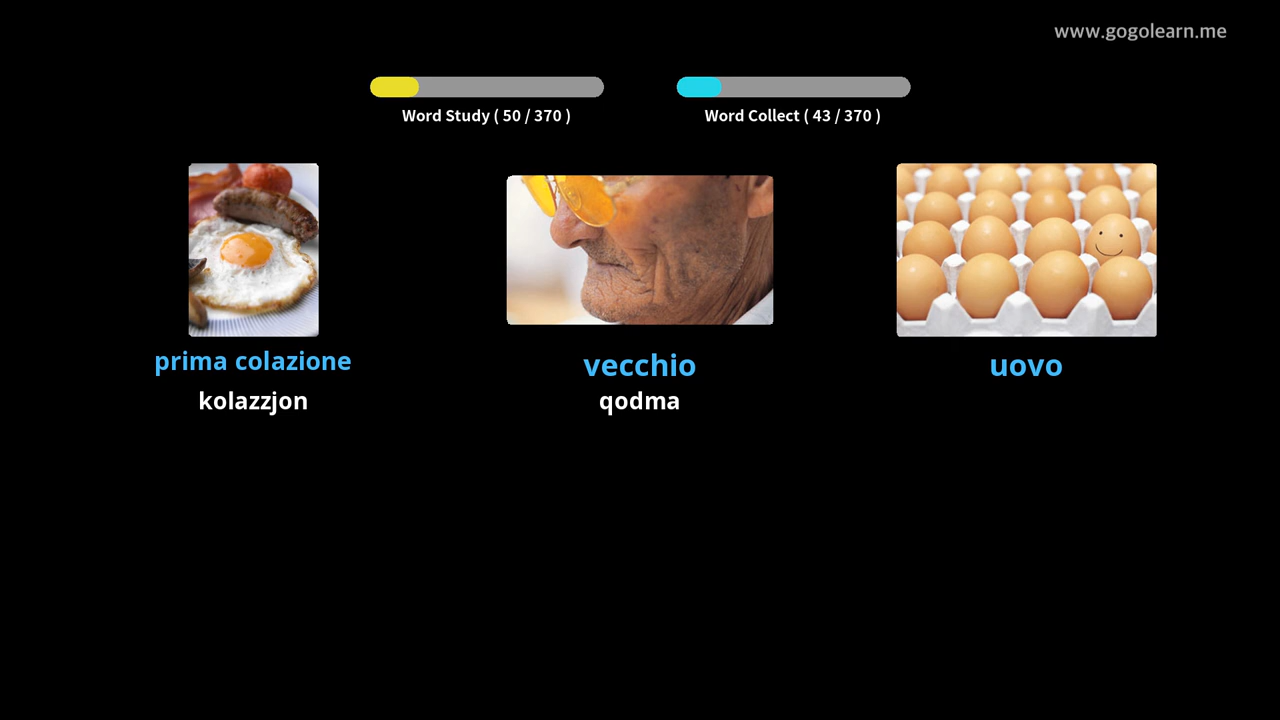 www.gogolearn.me
Word Study ( 50 / 370 )
Word Collect ( 43 / 370 )
prima colazione
kolazzjon
vecchio
qodma
uovo